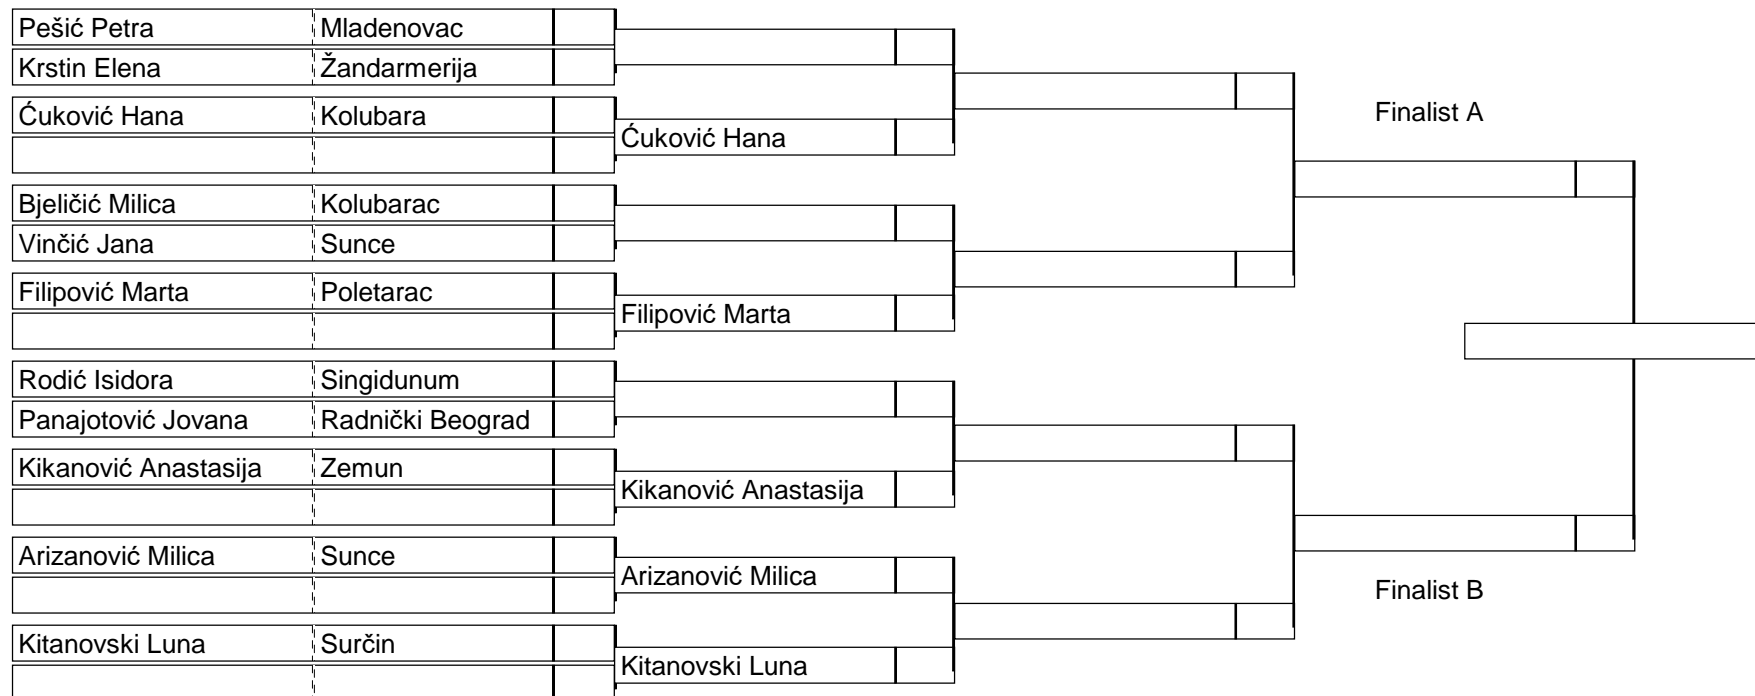 Pešić Petra Mladenovac
Krstin Elena Žandarmerija
Finalist A
Ćuković Hana Kolubara
Ćuković Hana
Bjeličić Milica Kolubarac
Vinčić Jana Sunce
Filipović Marta Poletarac
Filipović Marta
Rodić Isidora Singidunum
Panajotović Jovana Radnički Beograd
Kikanović Anastasija Zemun
Kikanović Anastasija
Arizanović Milica Sunce
Arizanović Milica
Finalist B
Kitanovski Luna Surčin
Kitanovski Luna